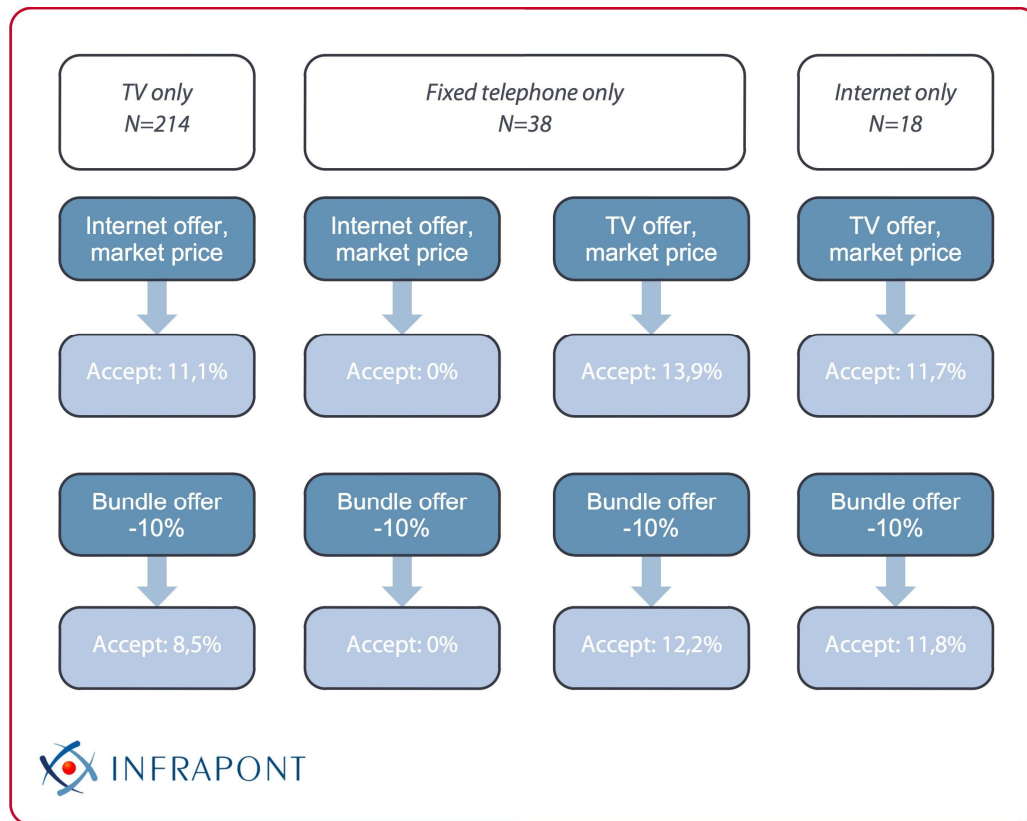 TV only
N=214
Fixed telephone only
N=38
Internet only
N=18
Internet offer,
market price
Internet offer,
market price
TV offer,
market price
TV offer,
market price
Accept: 11,1%
Accept: 0%
Accept: 13,9%
Accept: 11,7%
Bundle offer
-10%
Bundle offer
-10%
Bundle offer
-10%
Bundle offer
-10%
Accept: 8,5%
Accept: 0%
Accept: 12,2%
Accept: 11,8%
INFRAPONT